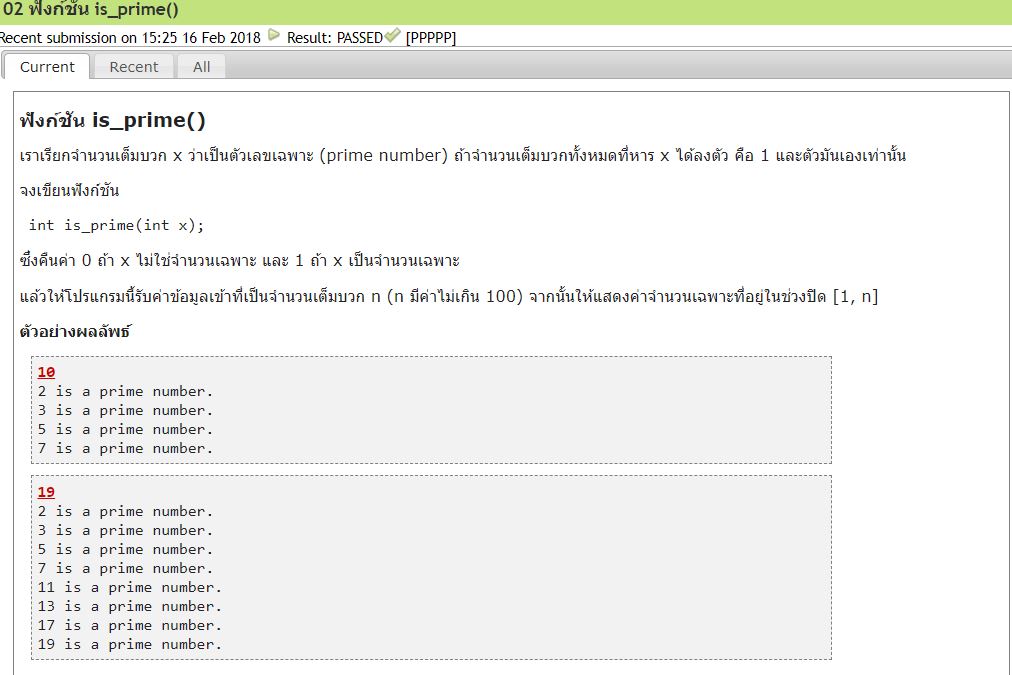 02 ฟังก์ชัน is_prime()
Recent submission on 15:25 16 Feb 2018 Result: PASSED [PPPPP]
Current Recent All
ฟังก์ชัน is_prime()
เราเรียกจำนวนเต็มบวก x ว่าเป็นตัวเลขเฉพาะ (prime number) ถ้าจำนวนเต็มบวกทั้งหมดที่หาร x ได้ลงตัว คือ 1 และตัวมันเองเท่านั้น
จงเขียนฟังก์ชัน
int is_prime(int x);
ซึ่งคืนค่า 0 ถ้า x ไม่ใช่จำนวนเฉพาะ และ 1 ถ้า x เป็นจำนวนเฉพาะ
แล้วให้โปรแกรมนี้รับค่าข้อมูลเข้าที่เป็นจำนวนเต็มบวก n (n มีค่าไม่เกิน 100) จากนั้นให้แสดงค่าจำนวนเฉพาะที่อยู่ในช่วงปิด [1, n]
ตัวอย่างผลลัพธ์
10
2 is a prime number.
3 is a prime number.
5 is a prime number.
7 is a prime number.
19
2 is a prime number.
3 is a prime number.
5 is a prime number.
7 is a prime number.
11 is a prime number.
13 is a prime number.
17 is a prime number.
19 is a prime number.